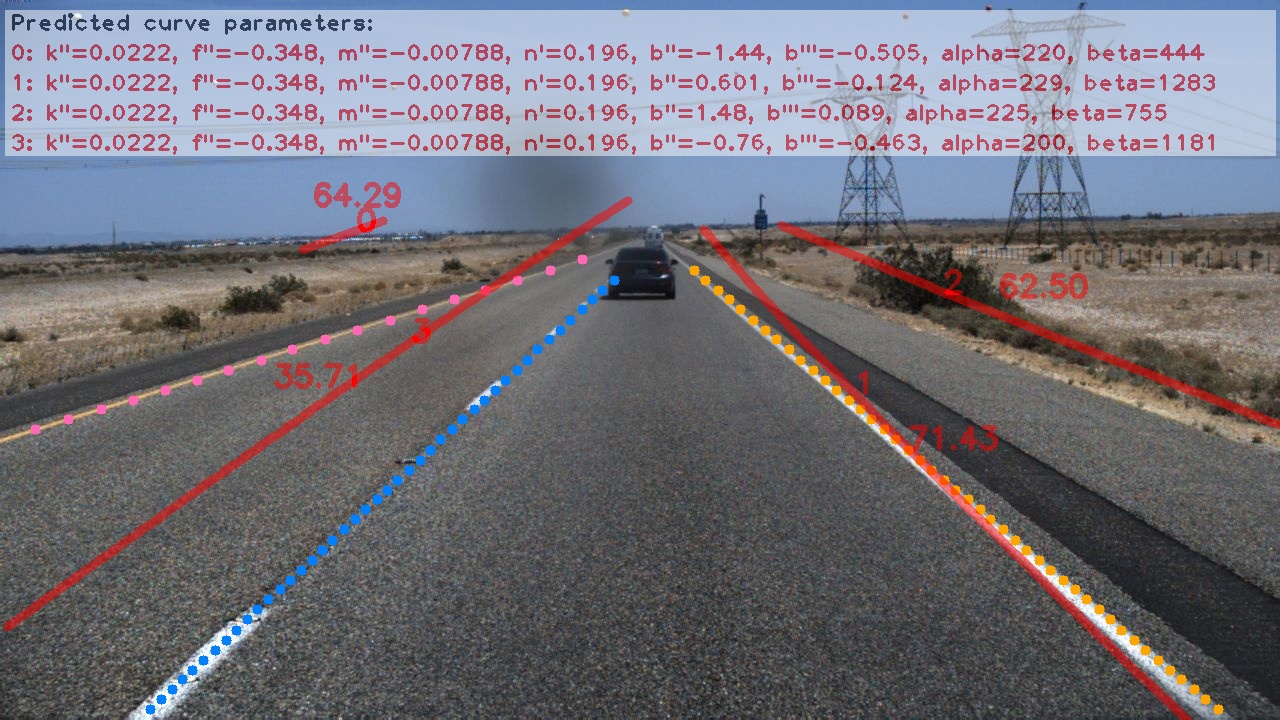 Predicted curve parameters:
0: k''=0.0222, f''=−0.348, m''=−0.00788, n'=0.196, b''=−1.44, b'''=−0.505, alpha=220, beta=444
1: k''=0.0222, f''=−0.348, m''=−0.00788, n'=0.196, b''=0.601, b'''=−0.124, alpha=229, beta=1283
2: k''=0.0222, f''=−0.348, m''=−0.00788, n'=0.196, b''=1.48, b'''=0.089, alpha=225, beta=755
3: k''=0.0222, f''=−0.348, m''=−0.00788, n'=0.196, b''=−0.76, b'''=−0.463, alpha=200, beta=1181
64.29
0
2 62.50
3
35.71
1
71.43